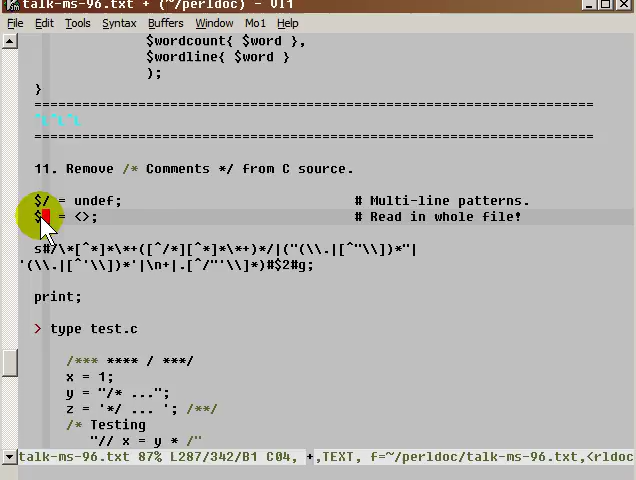 talk-ms-96.txt + (~/perldoc) - VI1
File Edit Tools Syntax Buffers Window Mo1 Help
$wordcount{ $word },
$wordline{ $word }
);
}
======================================================================
^L^L^L
======================================================================
11. Remove /* Comments */ from C source.
$/ = undef; # Multi-line patterns.
$ = <>; # Read in whole file!
s#/\*[^*]*\*+([^/*][^*]*\*+)*/|("(\\.|[^"\\])*"|
'(\\.|[^'\\])*'|\n+|.[^/"'\\]*)#$2#g;
print;
> type test.c
/*** **** / ***/
x = 1;
y = "/* ...";
z = '*/ ... '; /**/
/* Testing
"// x = y * /"
talk-ms-96.txt 87% L287/342/B1 C04, +,TEXT, f=~/perldoc/talk-ms-96.txt,<rldoc